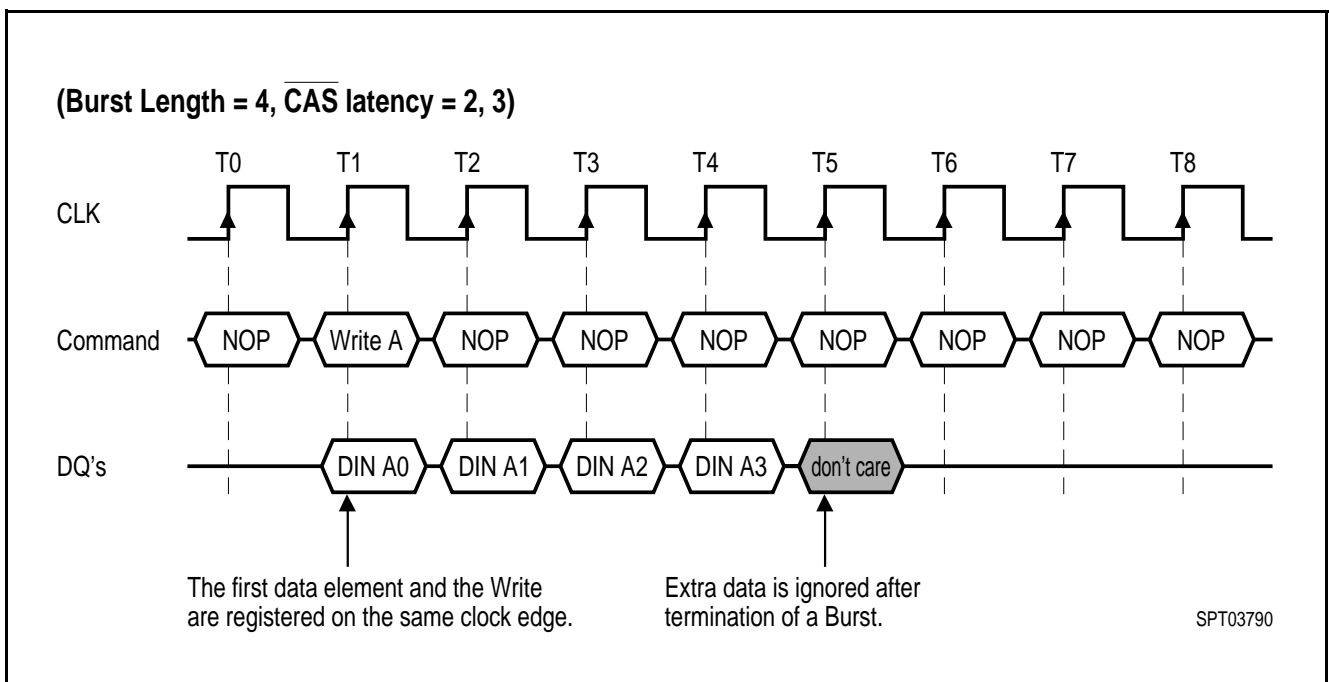 (Burst Length = 4, CAS latency = 2, 3)
T0 T1 T2 T3 T4 T5 T6 T7 T8
CLK
Command NOP Write A NOP NOP NOP NOP NOP NOP NOP
DQ's DIN A0 DIN A1 DIN A2 DIN A3 don't care
The first data element and the Write
are registered on the same clock edge.
Extra data is ignored after
termination of a Burst.
SPT03790